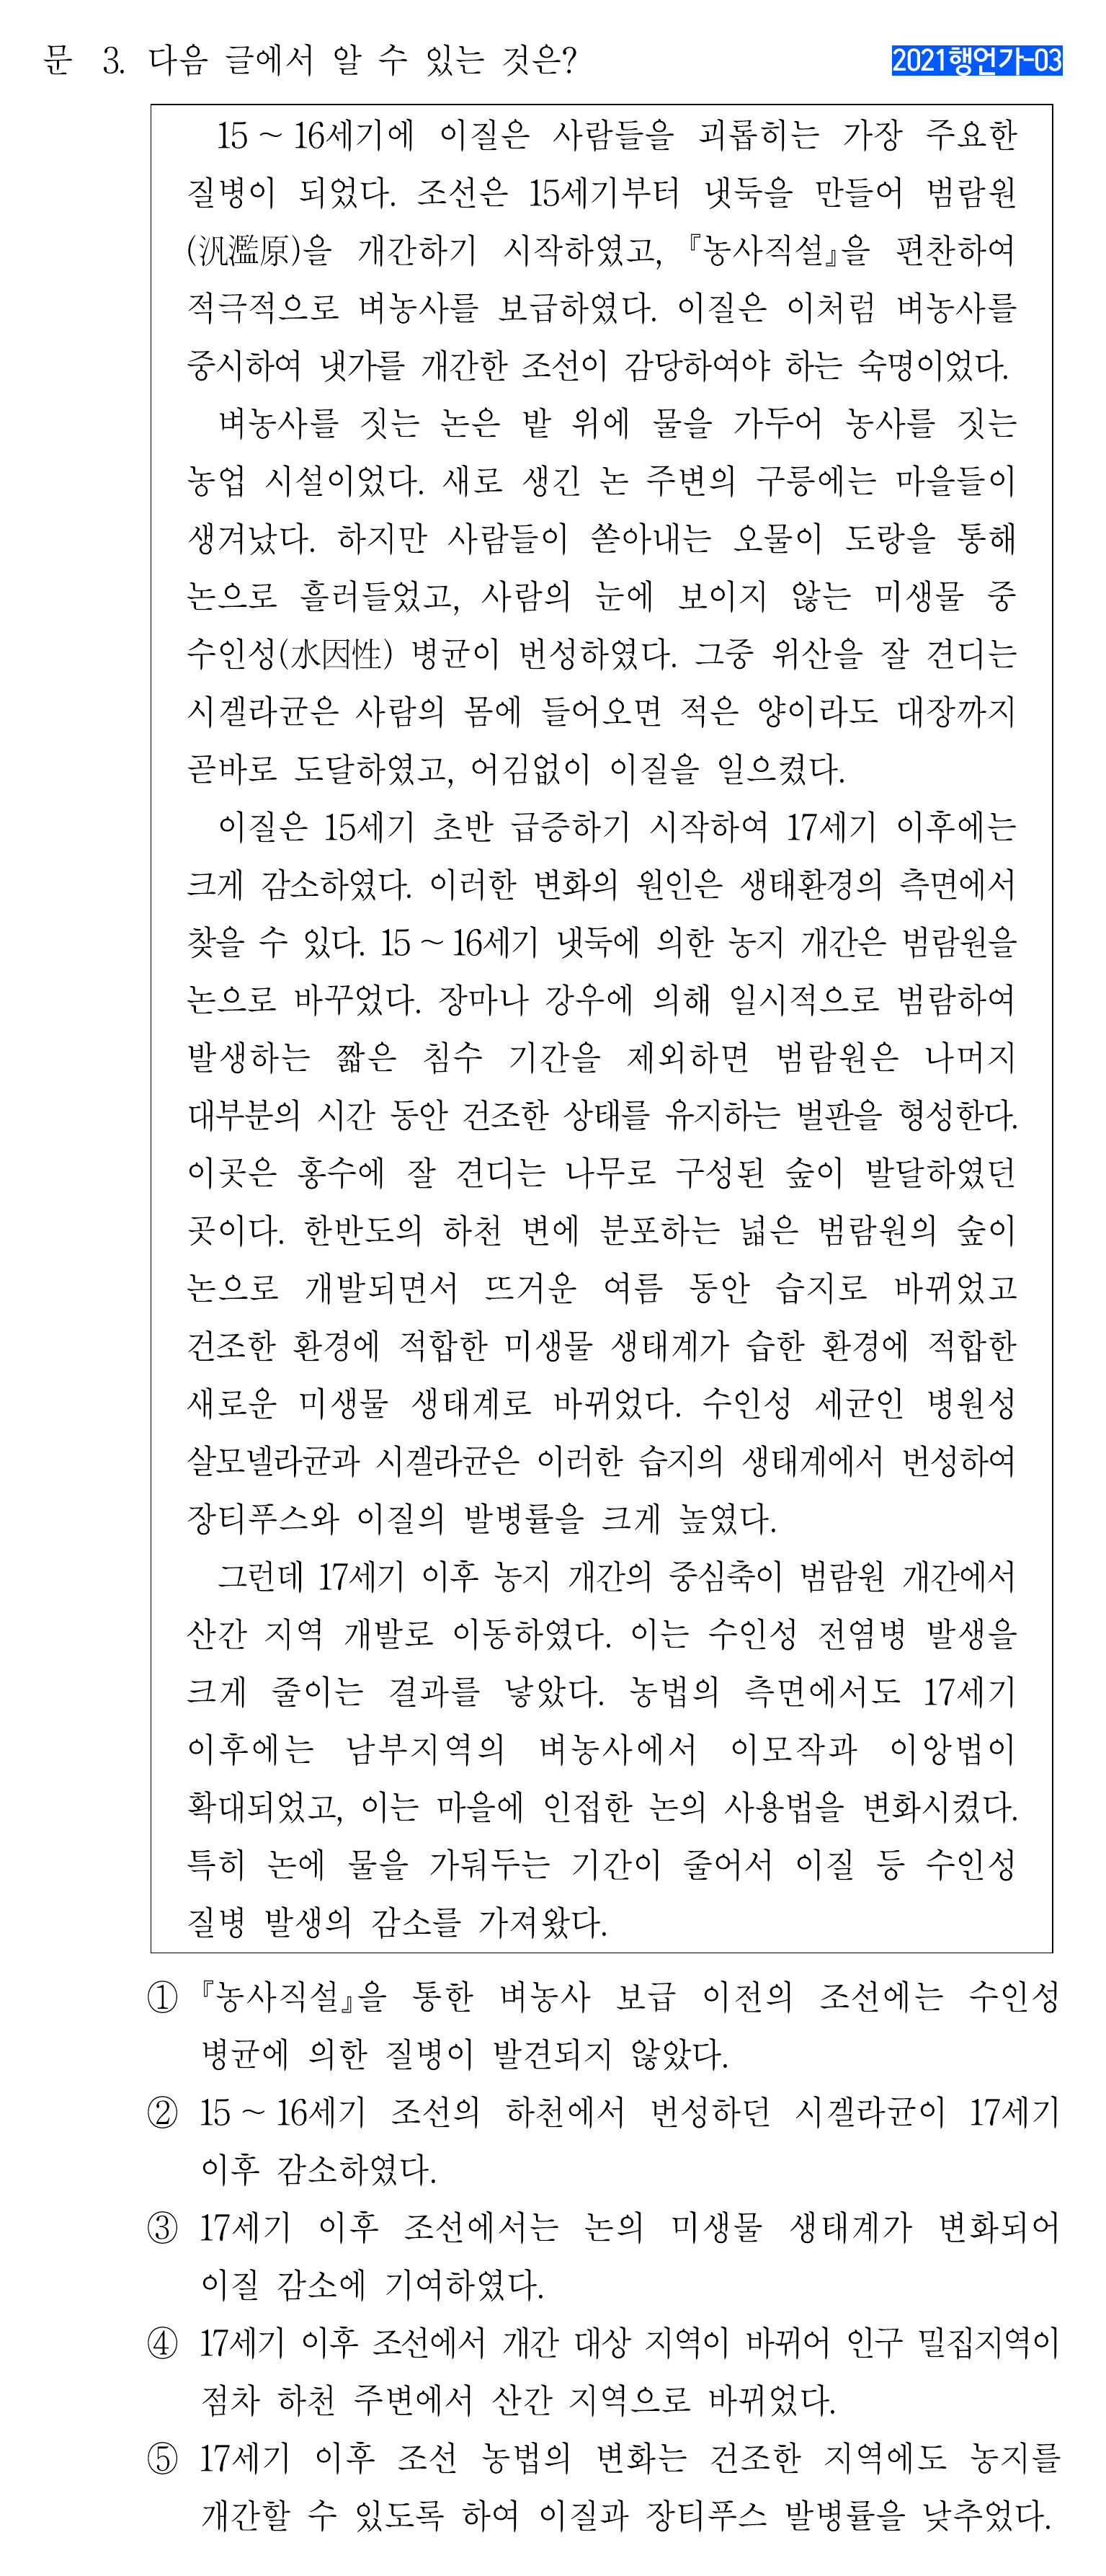 문 3. 다음 글에서 알 수 있는 것은?
2021행언가-03
15~16세기에 이질은 사람들을 괴롭히는 가장 주요한
질병이 되었다. 조선은 15세기부터 냇둑을 만들어 범람원
(汎濫原)을 개간하기 시작하였고, 『농사직설』을 편찬하여
적극적으로 벼농사를 보급하였다. 이질은 이처럼 벼농사를
중시하여 냇가를 개간한 조선이 감당하여야 하는 숙명이었다.
벼농사를 짓는 논은 밭 위에 물을 가두어 농사를 짓는
농업 시설이었다. 새로 생긴 논 주변의 구릉에는 마을들이
생겨났다. 하지만 사람들이 쏟아내는 오물이 도랑을 통해
논으로 흘러들었고, 사람의 눈에 보이지 않는 미생물 중
수인성(水因性) 병균이 번성하였다. 그중 위산을 잘 견디는
시겔라균은 사람의 몸에 들어오면 적은 양이라도 대장까지
곧바로 도달하였고, 어김없이 이질을 일으켰다.
이질은 15세기 초반 급증하기 시작하여 17세기 이후에는
크게 감소하였다. 이러한 변화의 원인은 생태환경의 측면에서
찾을 수 있다. 15~16세기 냇둑에 의한 농지 개간은 범람원을
논으로 바꾸었다. 장마나 강우에 의해 일시적으로 범람하여
발생하는 짧은 침수 기간을 제외하면 범람원은 나머지
대부분의 시간 동안 건조한 상태를 유지하는 벌판을 형성한다.
이곳은 홍수에 잘 견디는 나무로 구성된 숲이 발달하였던
곳이다. 한반도의 하천 변에 분포하는 넓은 범람원의 숲이
논으로 개발되면서 뜨거운 여름 동안 습지로 바뀌었고
건조한 환경에 적합한 미생물 생태계가 습한 환경에 적합한
새로운 미생물 생태계로 바뀌었다. 수인성 세균인 병원성
살모넬라균과 시겔라균은 이러한 습지의 생태계에서 번성하여
장티푸스와 이질의 발병률을 크게 높였다.
그런데 17세기 이후 농지 개간의 중심축이 범람원 개간에서
산간 지역 개발로 이동하였다. 이는 수인성 전염병 발생을
크게 줄이는 결과를 낳았다. 농법의 측면에서도 17세기
이후에는 남부지역의 벼농사에서 이모작과 이앙법이
확대되었고, 이는 마을에 인접한 논의 사용법을 변화시켰다.
특히 논에 물을 가둬두는 기간이 줄어서 이질 등 수인성
질병 발생의 감소를 가져왔다.
① 『농사직설』을 통한 벼농사 보급 이전의 조선에는 수인성
병균에 의한 질병이 발견되지 않았다.
② 15~16세기 조선의 하천에서 번성하던 시겔라균이 17세기
이후 감소하였다.
③ 17세기 이후 조선에서는 논의 미생물 생태계가 변화되어
이질 감소에 기여하였다.
④ 17세기 이후 조선에서 개간 대상 지역이 바뀌어 인구 밀집지역이
점차 하천 주변에서 산간 지역으로 바뀌었다.
⑤ 17세기 이후 조선 농법의 변화는 건조한 지역에도 농지를
개간할 수 있도록 하여 이질과 장티푸스 발병률을 낮추었다.